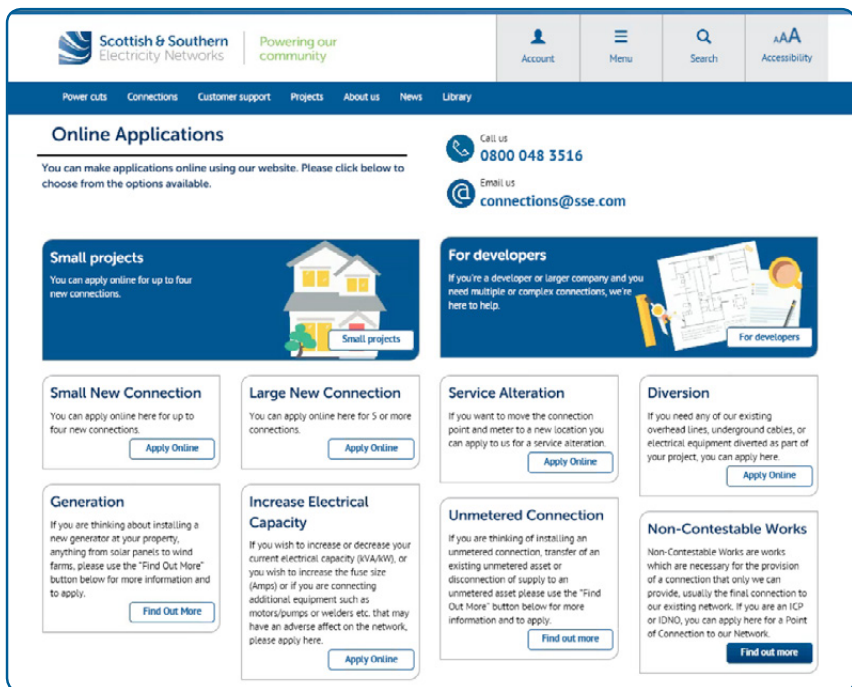 Scottish & Southern
Electricity Networks
Powering our
community
Account
Menu
Search
AAA
Accessibility
Power cuts Connections Customer support Projects About us News Library
Online Applications
You can make applications online using our website. Please click below to
choose from the options available.
Call us
0800 048 3516
@
Email us
connections@sse.com
Small projects
You can apply online for up to four
new connections.
Small projects
For developers
If you're a developer or larger company and you
need multiple or complex connections, we're
here to help.
For developers
Small New Connection
You can apply online here for up to
four new connections.
Apply Online
Large New Connection
You can apply online here for 5 or more
connections.
Apply Online
Service Alteration
If you want to move the connection
point and meter to a new location you
can apply to us for a service alteration.
Apply Online
Diversion
If you need any of our existing
overhead lines, underground cables, or
electrical equipment diverted as part of
your project, you can apply here.
Apply Online
Generation
If you are thinking about installing a
new generator at your property,
anything from solar panels to wind
farms, please use the "Find Out More"
button below for more information and
to apply.
Find Out More
Increase Electrical
Capacity
If you wish to increase or decrease your
current electrical capacity (kVA/kW), or
you wish to increase the fuse size
(Amps) or if you are connecting
additional equipment such as
motors/pumps or welders etc. that may
have an adverse affect on the network,
please apply here.
Apply Online
Unmetered Connection
If you are thinking of installing an
unmetered connection, transfer of an
existing unmetered asset or
disconnection of supply to an
unmetered asset please use the "Find
Out More" button below for more
information and to apply.
Find out more
Non-Contestable Works
Non-Contestable Works are works
which are necessary for the provision
of a connection that only we can
provide, usually the final connection to
our existing network. If you are an ICP
or IDNO, you can apply here for a Point
of Connection to our Network.
Find out more